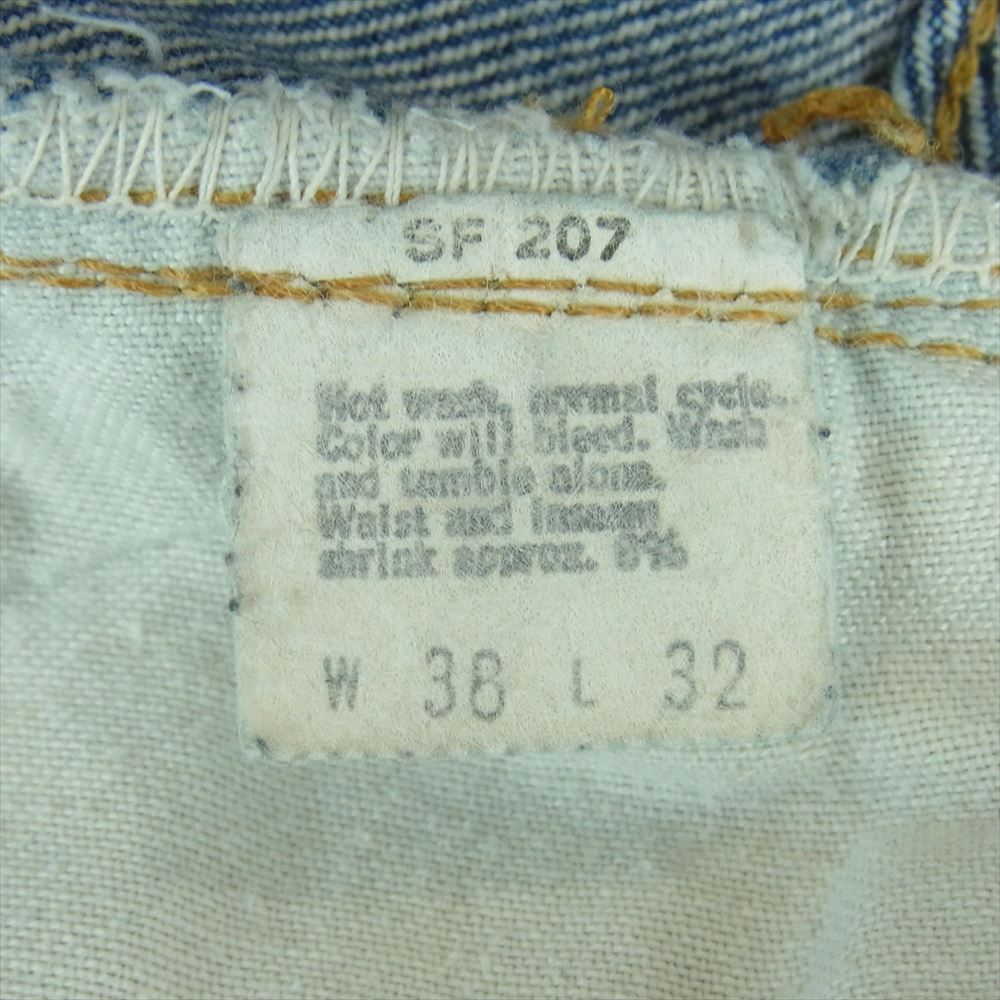 SF 207
Hot wash, normal cycle.
Color will bleed. Wash
and tumble alone.
Waist and inseam
shrink approx. 8%
W 38 L 32